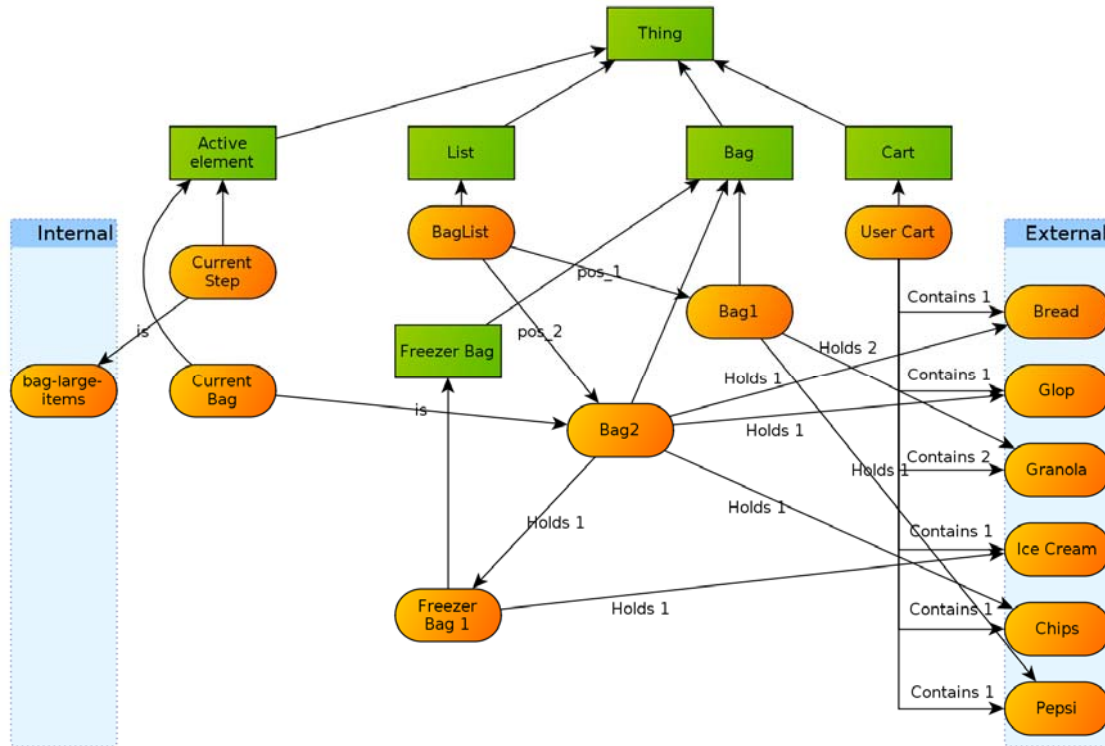 Thing
Active
element
List
Bag
Cart
Internal
BagList
User Cart
External
Current
Step
pos_1
Contains 1
Bread
Bag1
is
pos_2
Freezer Bag
Holds 2
Holds 1
bag-large-
items
Current
Bag
Contains 1
Glop
is
Bag2
Holds 1
Contains 2
Granola
Holds 1
Holds 1
Holds 1
Contains 1
Ice Cream
Freezer
Bag 1
Holds 1
Contains 1
Chips
Contains 1
Pepsi